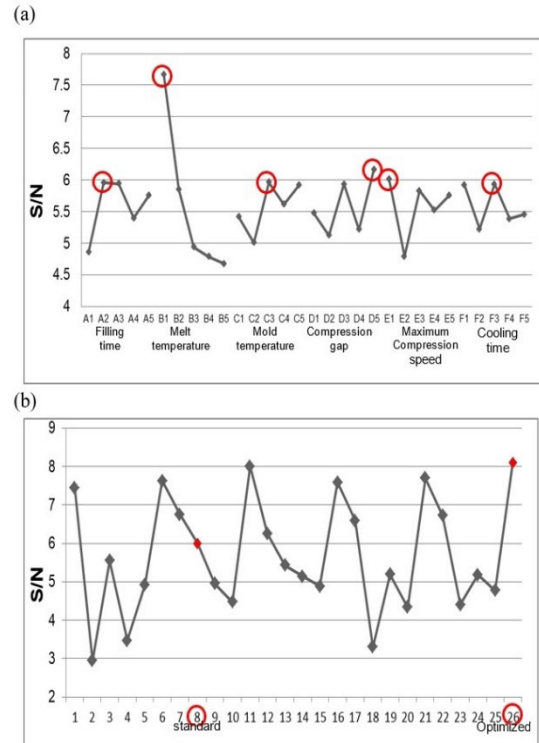 (a)
8
7.5
7
6.5
6
5.5
5
4.5
4
S/N
A1 A2 A3 A4 A5 B1 B2 B3 B4 B5 C1 C2 C3 C4 C5 D1 D2 D3 D4 D5 E1 E2 E3 E4 E5 F1 F2 F3 F4 F5
Filling time
Melt temperature
Mold temperature
Compression gap
Maximum Compression speed
Cooling time
(b)
9
8
7
6
5
4
3
2
S/N
1 2 3 4 5 6 7 8 9 10 11 12 13 14 15 16 17 18 19 20 21 22 23 24 25 26
standard
Optimized